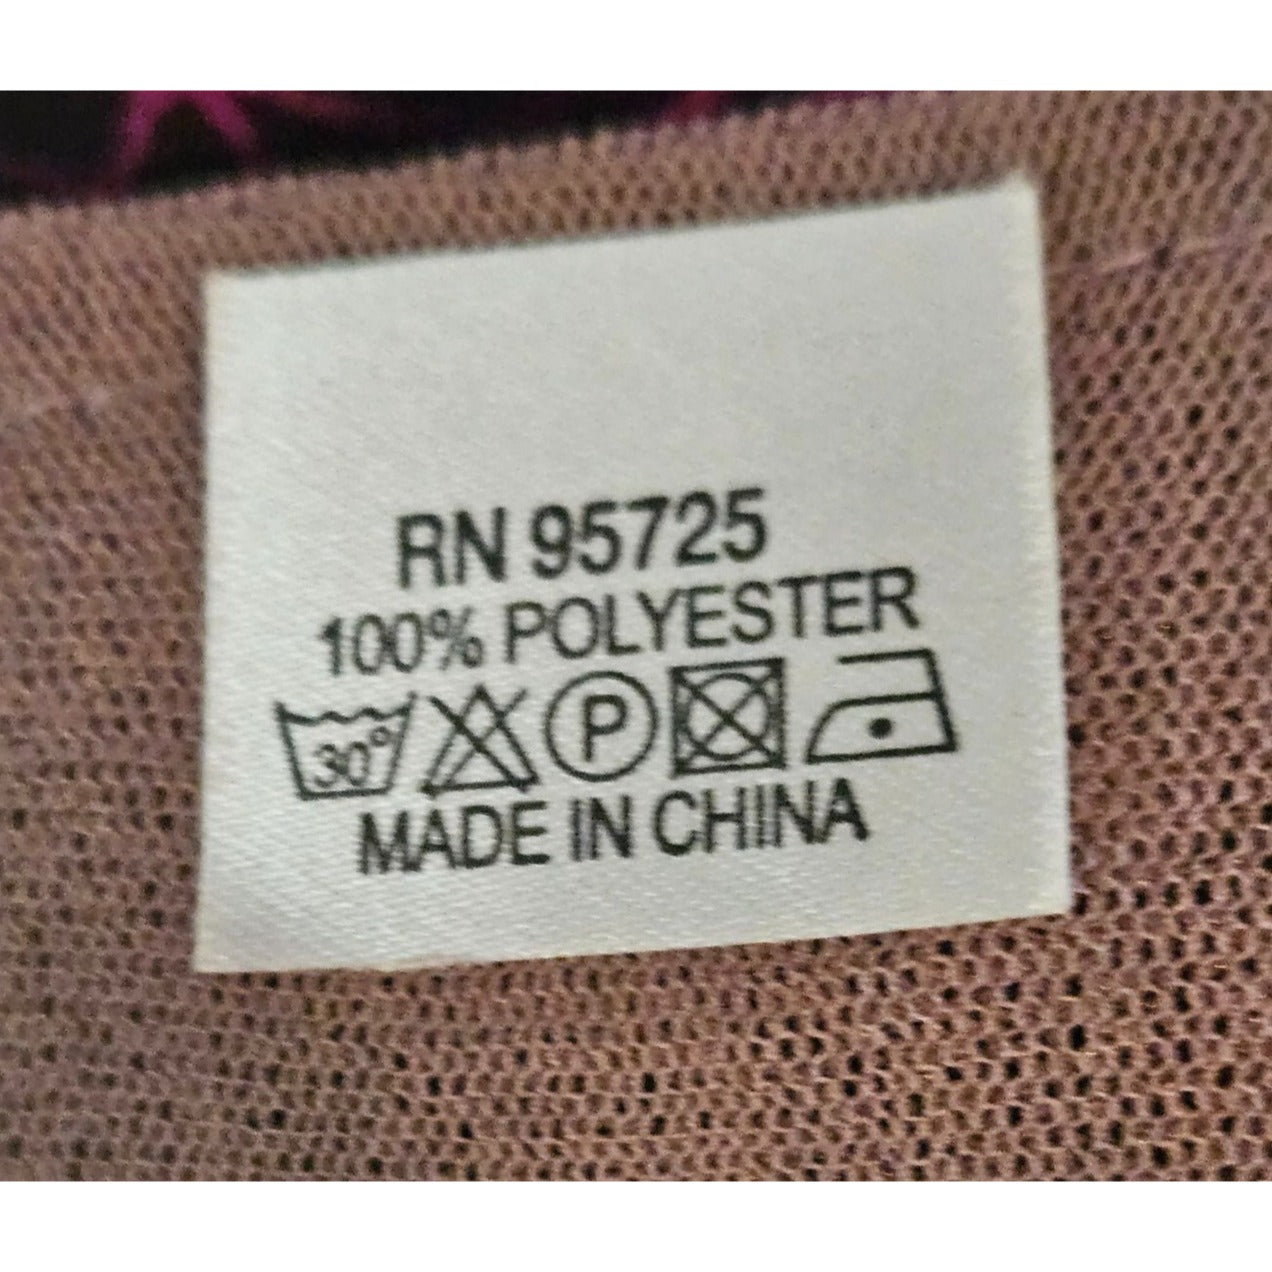 RN 95725
100% POLYESTER
30° P
MADE IN CHINA